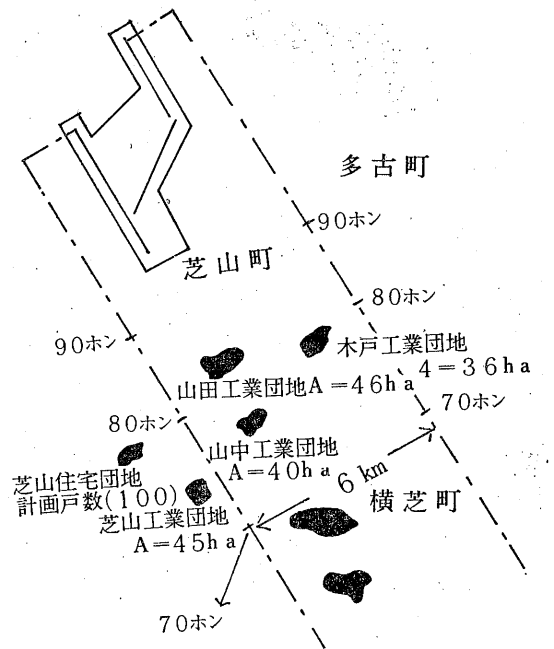 多古町
90ホン
芝山町
80ホン
90ホン
木戸工業団地
4=36ha
山田工業団地A=46ha
70ホン
80ホン
山中工業団地
A=40ha
6km
芝山住宅団地
計画戸数(100)
横芝町
芝山工業団地
A=45ha
70ホン